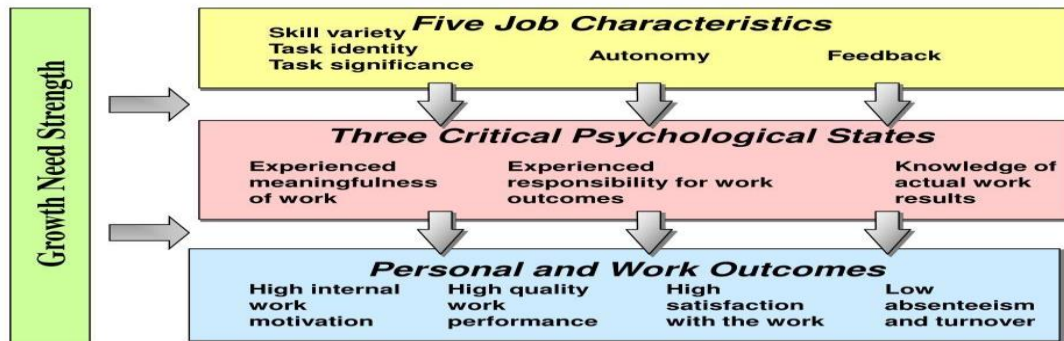 Growth Need Strength
Five Job Characteristics
Skill variety
Task identity
Task significance
Autonomy
Feedback
Three Critical Psychological States
Experienced
meaningfulness
of work
Experienced
responsibility for work
outcomes
Knowledge of
actual work
results
Personal and Work Outcomes
High internal
work
motivation
High quality
work
performance
High
satisfaction
with the work
Low
absenteeism
and turnover